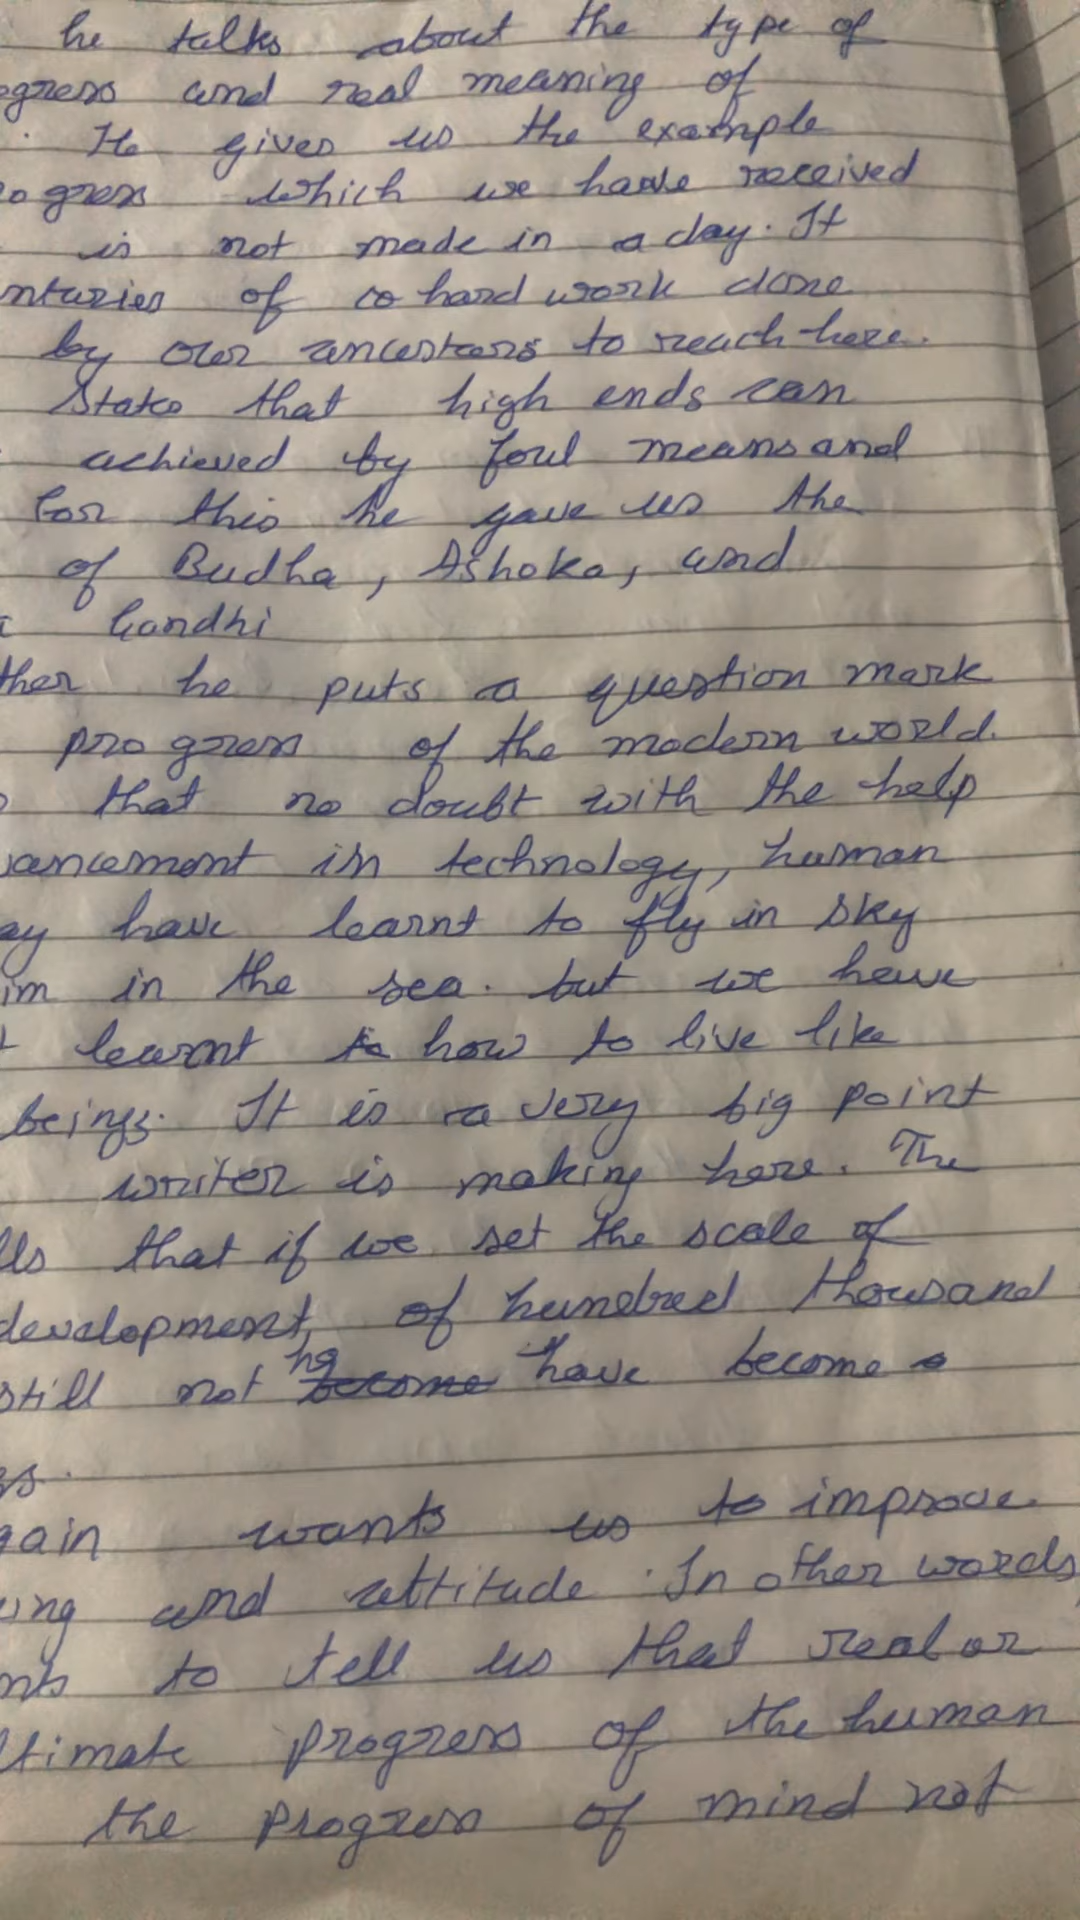 he talks about the type of
ogress and real meaning of
. He gives us the example
ogress which we have received
is not made in a day. It
nturies of hard work done
by our ancestors to reach here.
States that high ends can
achieved by foul means and
for this he gave us the
of Budha, Ashoka, and
Gandhi
ther he puts a question mark
progress of the modern world.
that no doubt with the help
ancement in technology, human
ay have learnt to fly in sky
im in the sea. but we have
t learnt how to live like
beings. It is a very big point
writer is making here. The
lls that if we set the scale of
development, of hundred thousand
still not have become
gs.
gain wants us to improve.
ing and attitude. In other words,
nts to tell us that real or
ltimate progress of the human
the progress of mind not